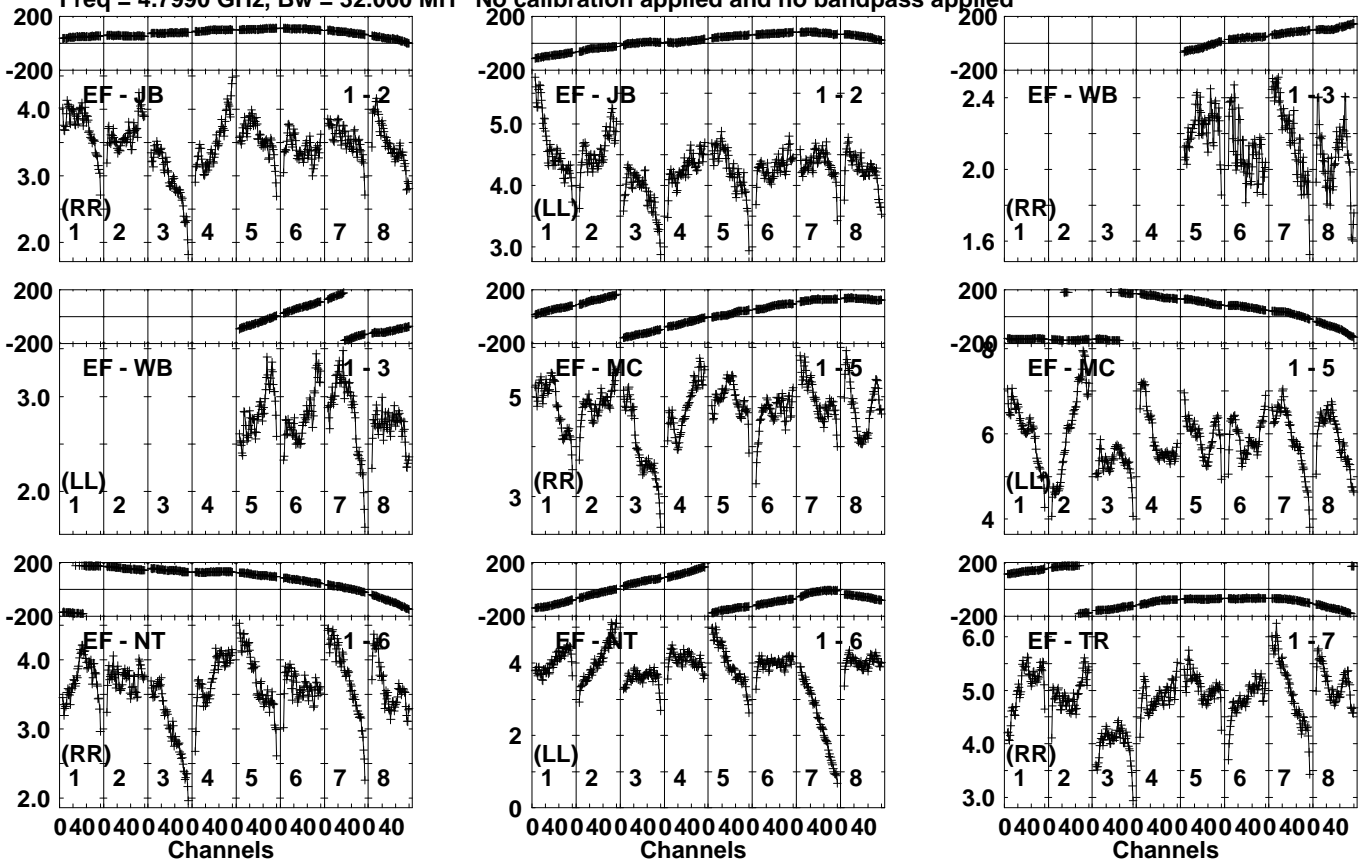 Freq = 4.7990 GHz, Bw = 32.000 MH No calibration applied and no bandpass applied
200 200 200
-200 -200 -200
EF - JB 1 - 2 EF - JB 1 - 2 EF - WB 1 - 3
4.0 5.0 2.4
3.0 4.0 2.0
(RR) (LL) (RR)
1 2 3 4 5 6 7 8 1 2 3 4 5 6 7 8 1 2 3 4 5 6 7 8
2.0 3.0 1.6
200 200 200
-200 -200 -200
8
EF - WB 1 - 3 EF - MC 1 - 5 EF - MC 1 - 5
3.0 5 6
(LL) (RR) (LL)
2.0 3 4
1 2 3 4 5 6 7 8 1 2 3 4 5 6 7 8 1 2 3 4 5 6 7 8
200 200 200
-200 -200 -200
EF - NT 1 - 6 EF - NT 1 - 6 EF - TR 1 - 7
4.0 4 6.0
5.0
3.0 2 4.0
(RR) (LL) (RR)
1 2 3 4 5 6 7 8 1 2 3 4 5 6 7 8 1 2 3 4 5 6 7 8
2.0 0 3.0
0 40 0 40 0 40 0 40 0 40 0 40 0 40 0 40 0 40 0 40 0 40 0 40 0 40 0 40 0 40 0 40 0 40 0 40 0 40 0 40 0 40 0 40 0 40 0 40
Channels Channels Channels